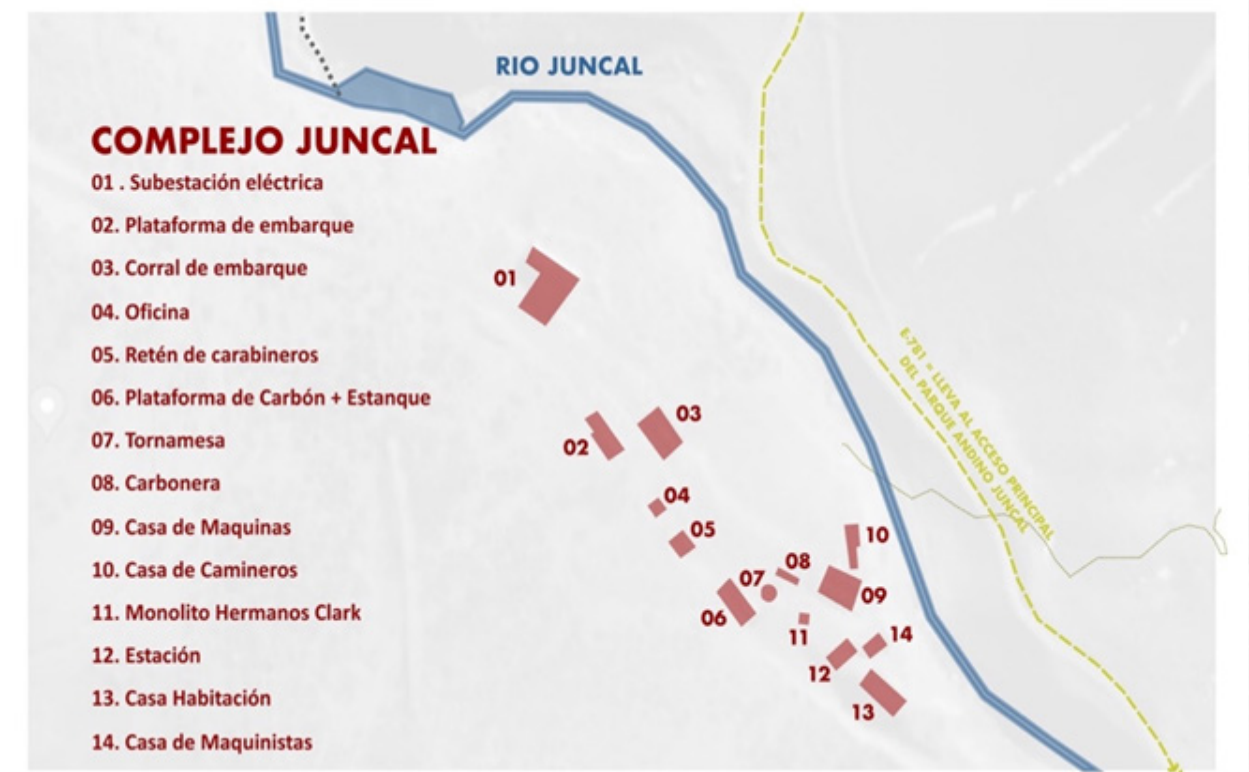 RIO JUNCAL
COMPLEJO JUNCAL
01 . Subestación eléctrica
02. Plataforma de embarque
03. Corral de embarque
04. Oficina
05. Retén de carabineros
06. Plataforma de Carbón + Estanque
07. Tornamesa
08. Carbonera
09. Casa de Maquinas
10. Casa de Camineros
11. Monolito Hermanos Clark
12. Estación
13. Casa Habitación
14. Casa de Maquinistas
01
02
03
04
05
06
07
08
09
10
11
12
13
14
E-781 = LLEVA AL ACCESO PRINCIPAL
DEL PARQUE ANDINO JUNCAL